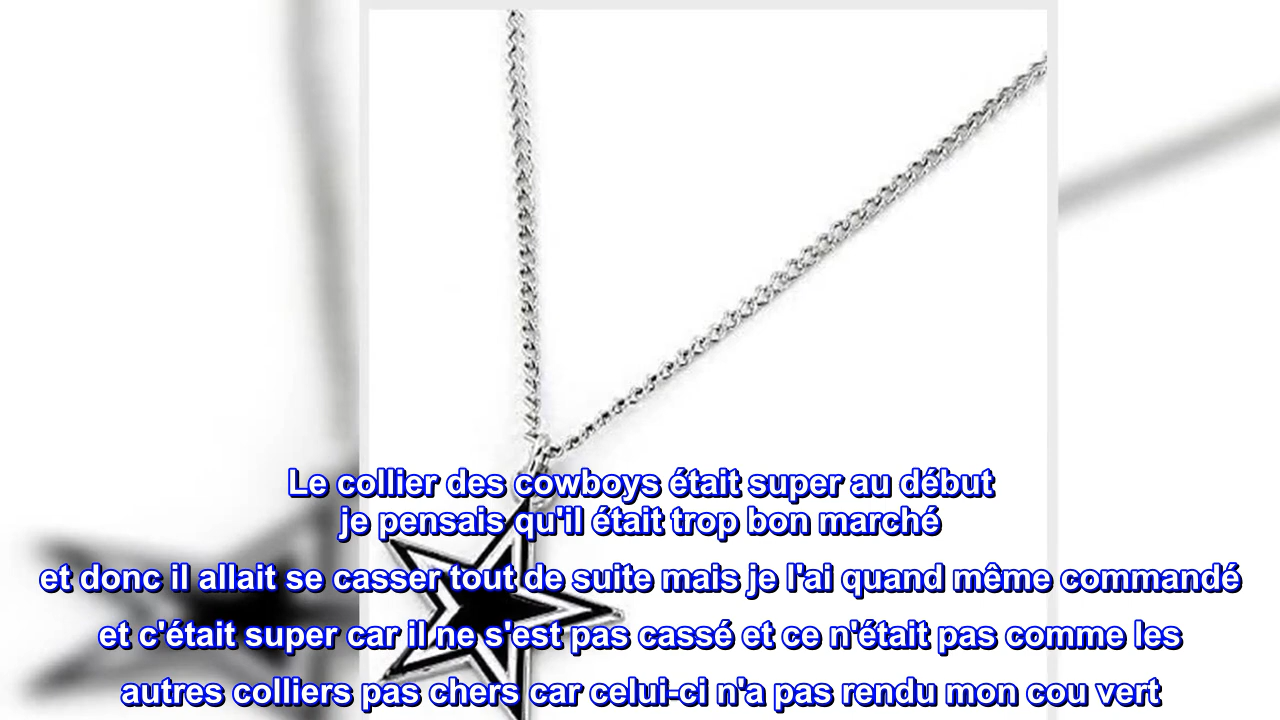 Le collier des cowboys était super au début
je pensais qu'il était trop bon marché
et donc il allait se casser tout de suite mais je l'ai quand même commandé
et c'était super car il ne s'est pas cassé et ce n'était pas comme les
autres colliers pas chers car celui-ci n'a pas rendu mon cou vert